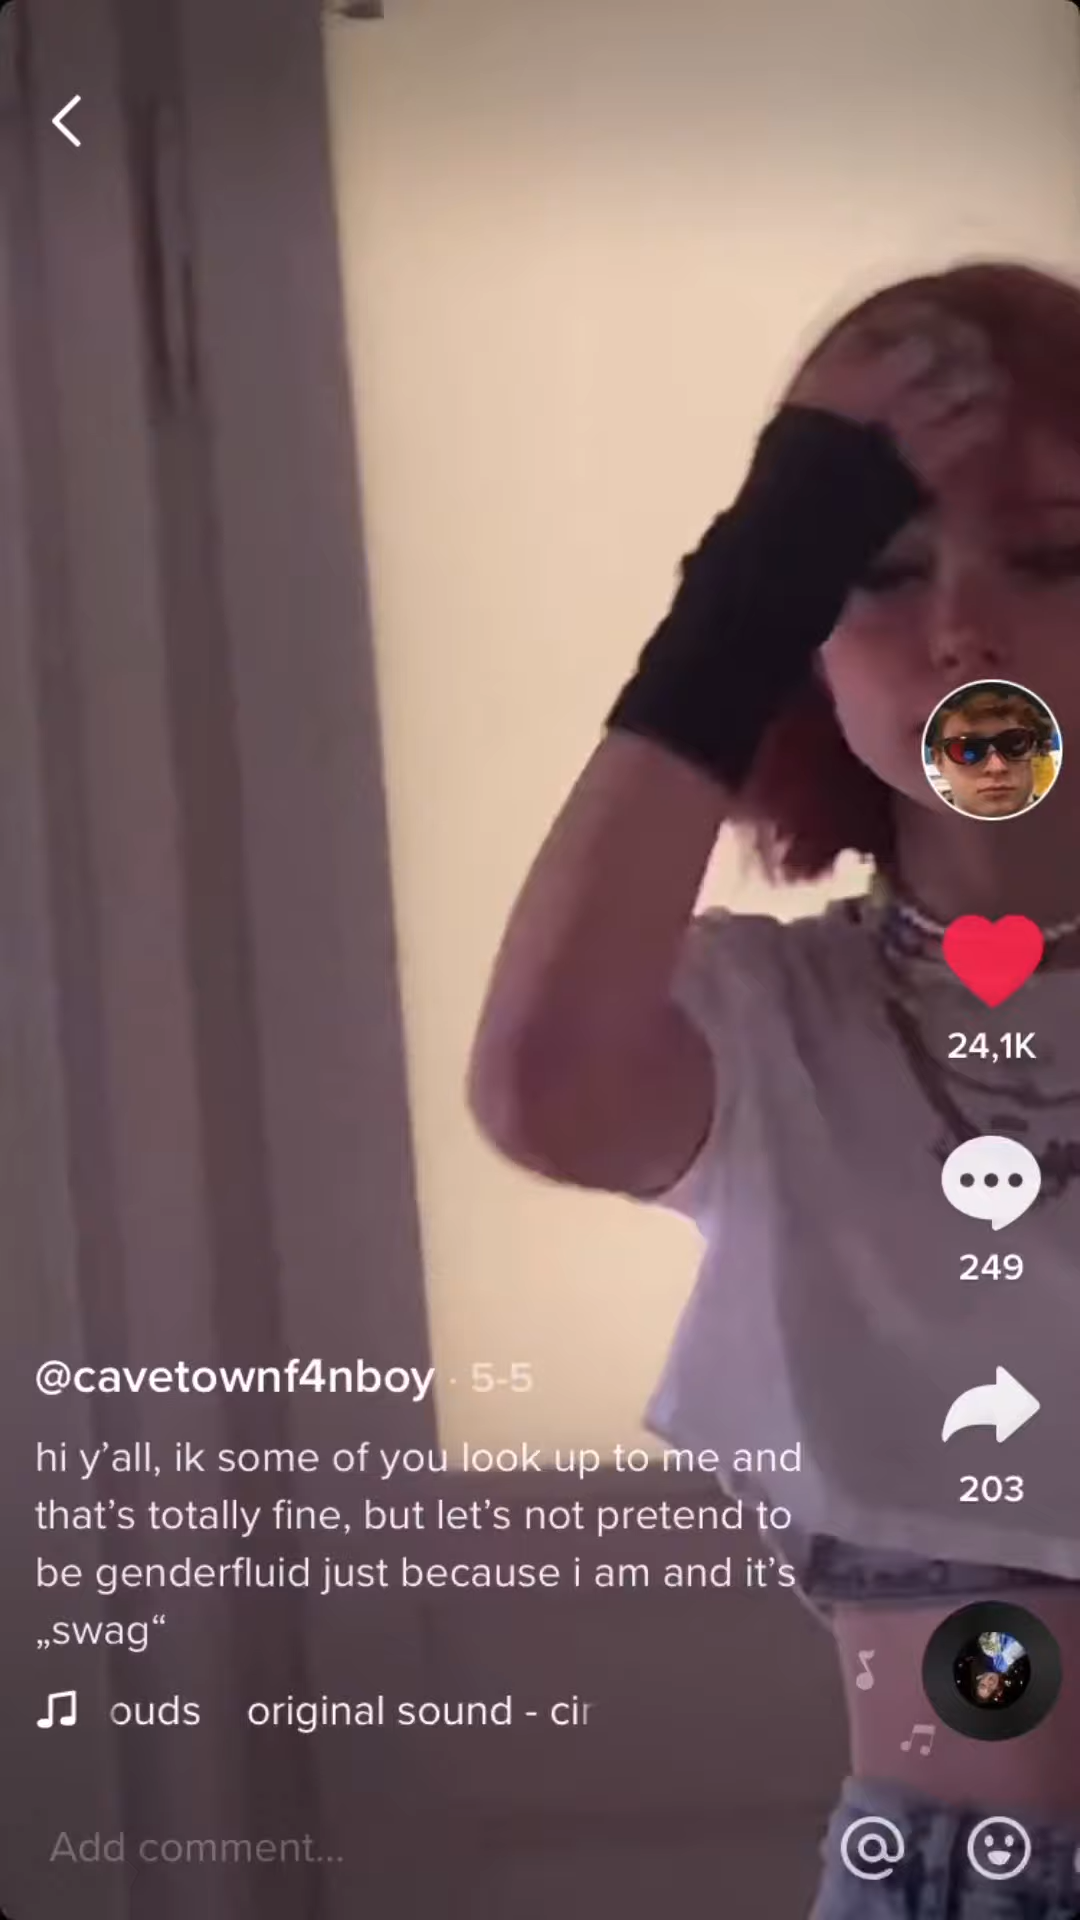 24,1K
249
203
@cavetownf4nboy · 5-5
hi y’all, ik some of you look up to me and
that’s totally fine, but let’s not pretend to
be genderfluid just because i am and it’s
„swag“
ouds original sound - cir
Add comment...